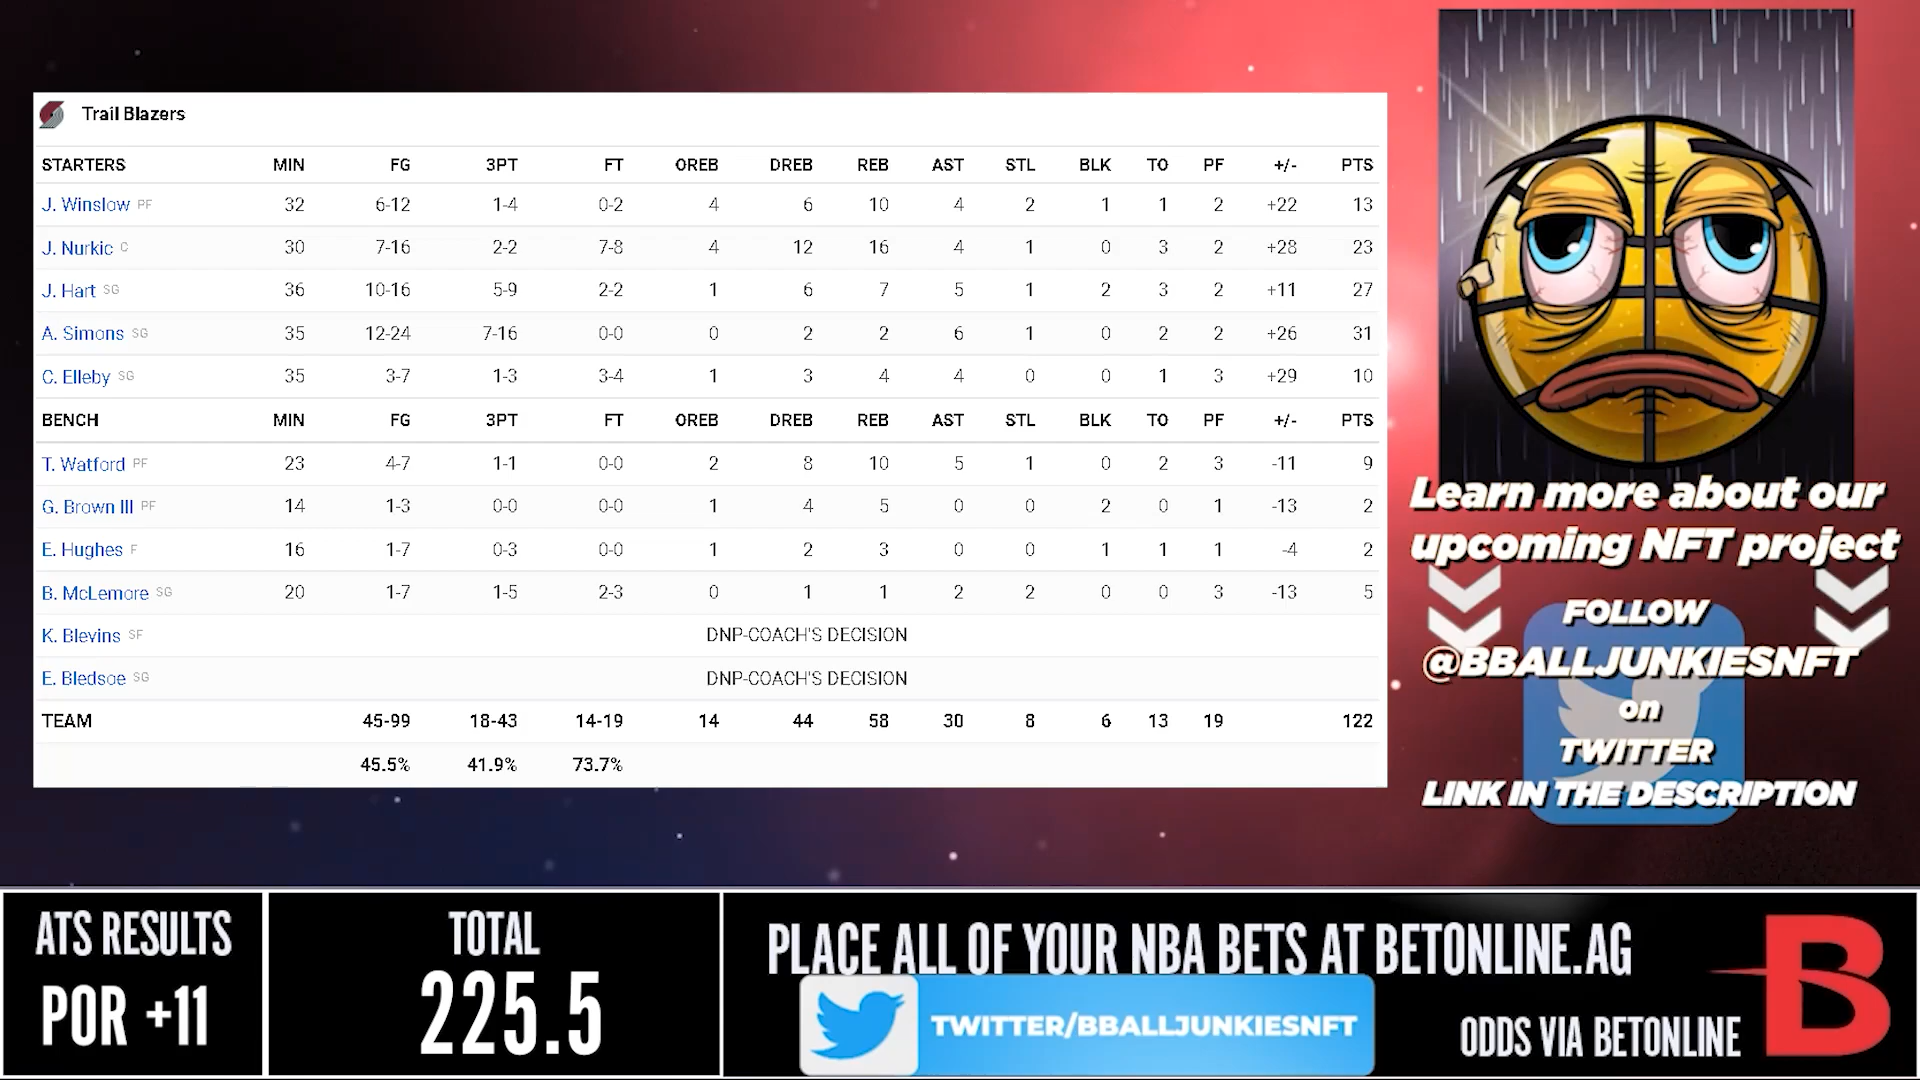 Trail Blazers
STARTERS MIN FG 3PT FT OREB DREB REB AST STL BLK TO PF +/- PTS
J. Winslow PF 32 6-12 1-4 0-2 4 6 10 4 2 1 1 2 +22 13
J. Nurkic C 30 7-16 2-2 7-8 4 12 16 4 1 0 3 2 +28 23
J. Hart SG 36 10-16 5-9 2-2 1 6 7 5 1 2 3 2 +11 27
A. Simons SG 35 12-24 7-16 0-0 0 2 2 6 1 0 2 2 +26 31
C. Elleby SG 35 3-7 1-3 3-4 1 3 4 4 0 0 1 3 +29 10
BENCH MIN FG 3PT FT OREB DREB REB AST STL BLK TO PF +/- PTS
T. Watford PF 23 4-7 1-1 0-0 2 8 10 5 1 0 2 3 -11 9
G. Brown III PF 14 1-3 0-0 0-0 1 4 5 0 0 2 0 1 -13 2
E. Hughes F 16 1-7 0-3 0-0 1 2 3 0 0 1 1 1 -4 2
B. McLemore SG 20 1-7 1-5 2-3 0 1 1 2 2 0 0 3 -13 5
K. Blevins SF DNP-COACH'S DECISION
E. Bledsoe SG DNP-COACH'S DECISION
TEAM 45-99 18-43 14-19 14 44 58 30 8 6 13 19 122
45.5% 41.9% 73.7%
Learn more about our
upcoming NFT project
FOLLOW
@BBALLJUNKIESNFT
on
TWITTER
LINK IN THE DESCRIPTION
ATS RESULTS
POR +11
TOTAL
225.5
PLACE ALL OF YOUR NBA BETS AT BETONLINE.AG
TWITTER/BBALLJUNKIESNFT
ODDS VIA BETONLINE
B